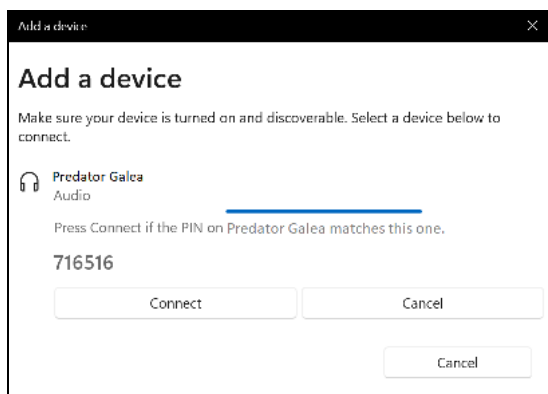 Add a device
Add a device
Make sure your device is turned on and discoverable. Select a device below to
connect.
Predator Galea
Audio
Press Connect if the PIN on Predator Galea matches this one.
716516
Connect
Cancel
Cancel